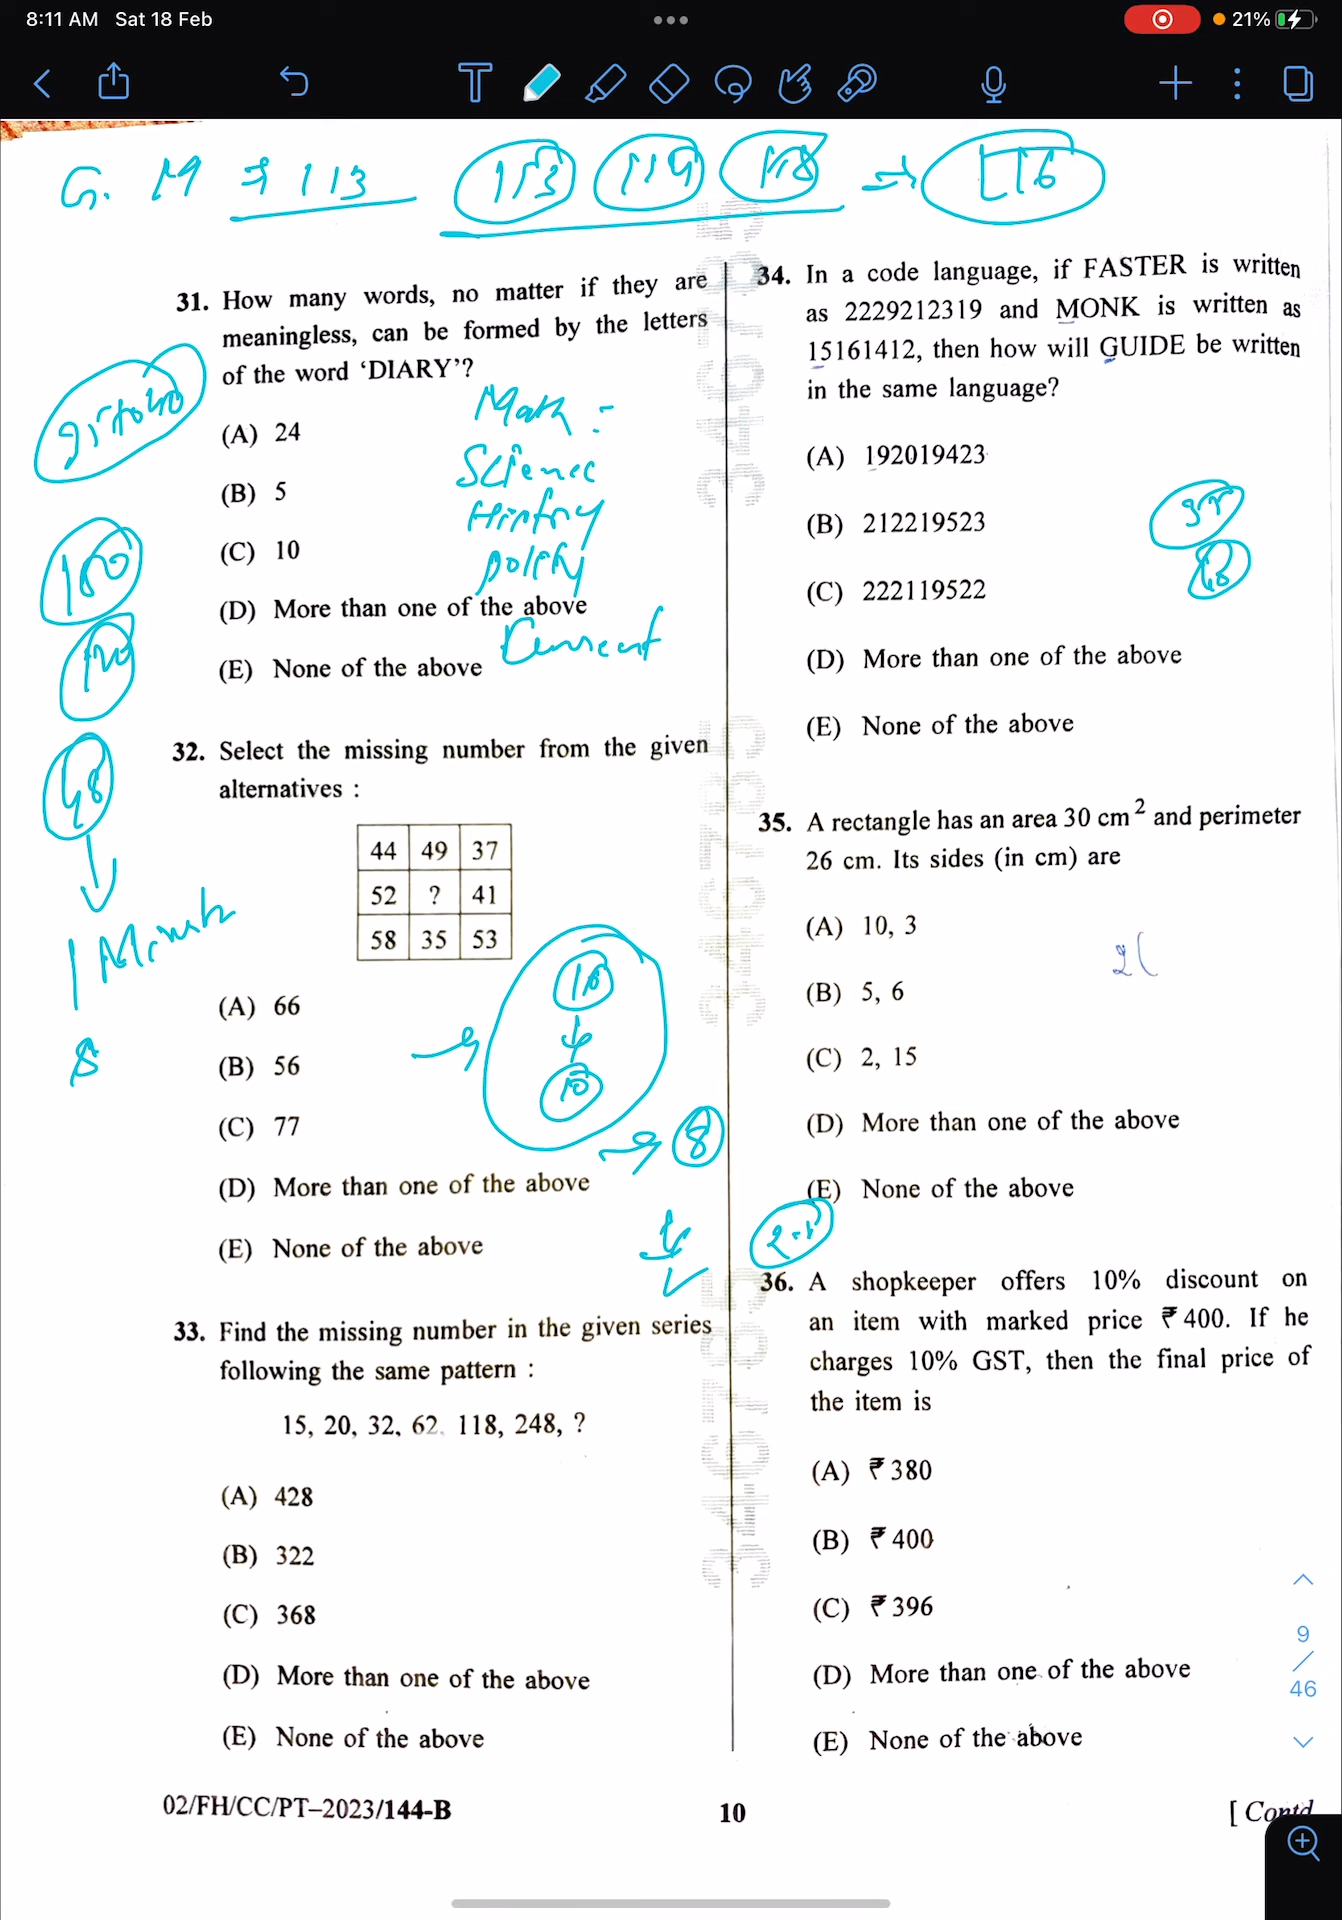 8:11 AM Sat 18 Feb
21%
G. M 113 153 119 118
31. How many words, no matter if they are
meaningless, can be formed by the letters
of the word ‘DIARY’?
(A) 24
(B) 5
(C) 10
(D) More than one of the above
(E) None of the above
Math :
Science
History
Polity
Current
150
120
48
1 Minute
32. Select the missing number from the given
alternatives :
44 49 37
52 ? 41
58 35 53
(A) 66
(B) 56
(C) 77
(D) More than one of the above
(E) None of the above
10
8
33. Find the missing number in the given series
following the same pattern :
15, 20, 32, 62, 118, 248, ?
(A) 428
(B) 322
(C) 368
(D) More than one of the above
(E) None of the above
34. In a code language, if FASTER is written
as 2229212319 and MONK is written as
15161412, then how will GUIDE be written
in the same language?
(A) 192019423
(B) 212219523
(C) 222119522
(D) More than one of the above
(E) None of the above
35. A rectangle has an area 30 cm² and perimeter
26 cm. Its sides (in cm) are
(A) 10, 3
(B) 5, 6
(C) 2, 15
(D) More than one of the above
(E) None of the above
2(
36. A shopkeeper offers 10% discount on
an item with marked price ₹ 400. If he
charges 10% GST, then the final price of
the item is
(A) ₹ 380
(B) ₹ 400
(C) ₹ 396
(D) More than one of the above
(E) None of the above
9
/
46
02/FH/CC/PT–2023/144-B 10 [ Contd